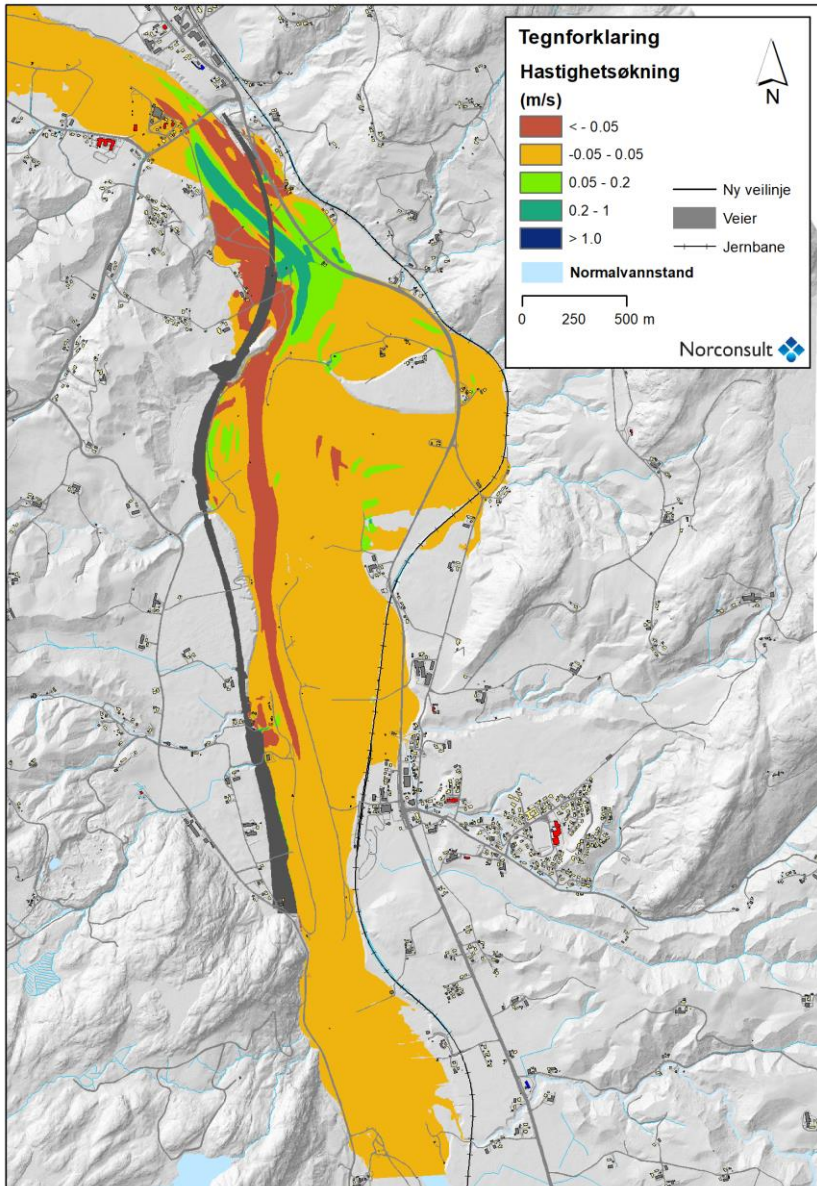 Tegnforklaring
Hastighetsøkning
(m/s)
< - 0.05
-0.05 - 0.05
0.05 - 0.2
0.2 - 1
> 1.0
Normalvannstand
Ny veilinje
Veier
Jernbane
N
0 250 500 m
Norconsult